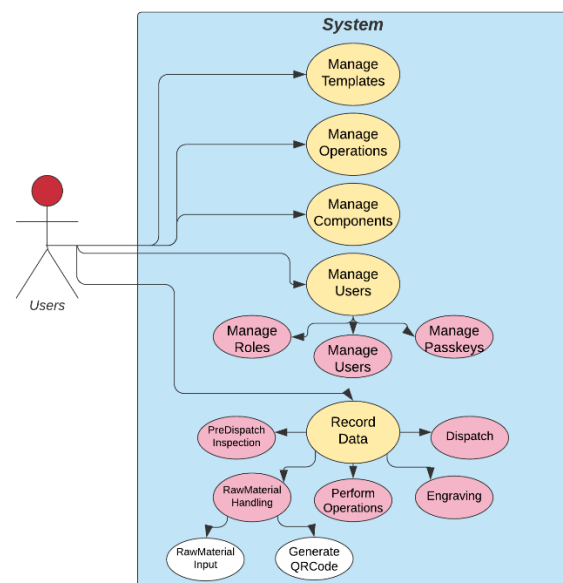 System
Manage
Templates
Manage
Operations
Manage
Components
Users
Manage
Users
Manage
Roles
Manage
Users
Manage
Passkeys
Record
Data
PreDispatch
Inspection
Dispatch
RawMaterial
Handling
Perform
Operations
Engraving
RawMaterial
Input
Generate
QRCode